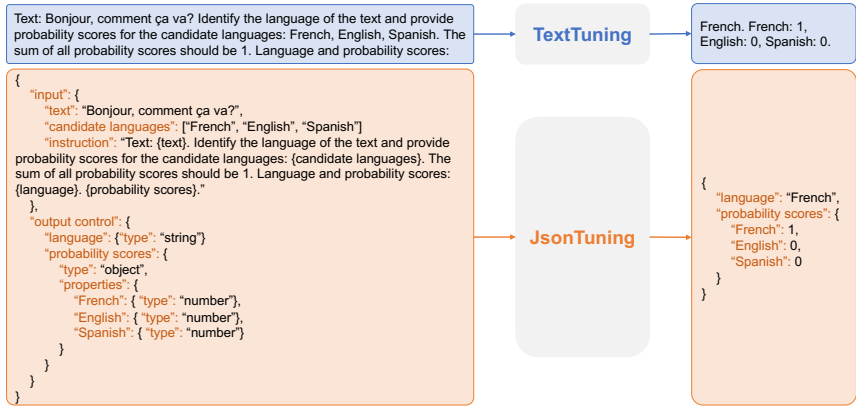 Text: Bonjour, comment ça va? Identify the language of the text and provide
probability scores for the candidate languages: French, English, Spanish. The
sum of all probability scores should be 1. Language and probability scores:
TextTuning
French. French: 1,
English: 0, Spanish: 0.
{
“input”: {
“text”: “Bonjour, comment ça va?”,
“candidate languages”: [“French”, “English”, “Spanish”]
“instruction”: “Text: {text}. Identify the language of the text and provide
probability scores for the candidate languages: {candidate languages}. The
sum of all probability scores should be 1. Language and probability scores:
{language}. {probability scores}.”
},
“output control”: {
“language”: {“type”: “string”}
“probability scores”: {
“type”: “object”,
“properties”: {
“French”: { “type”: “number”},
“English”: { “type”: “number”},
“Spanish”: { “type”: “number”}
}
}
}
}
JsonTuning
{
“language”: “French”,
“probability scores”: {
“French”: 1,
“English”: 0,
“Spanish”: 0
}
}